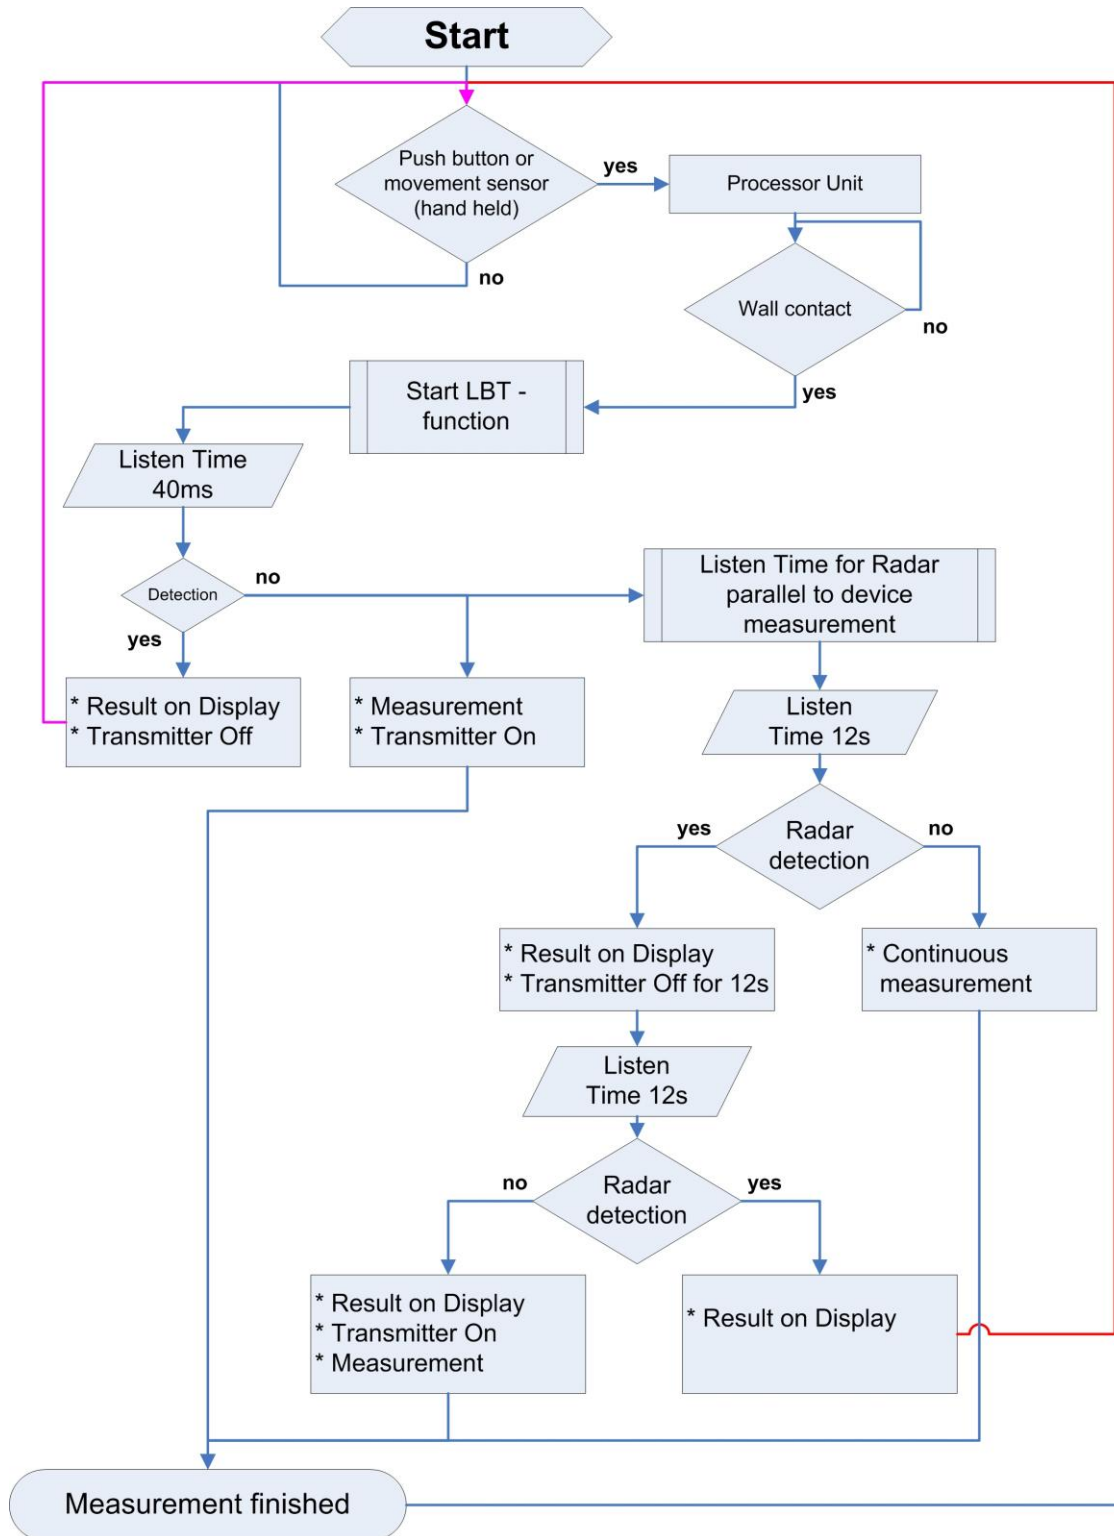 Start
Push button or
movement sensor
(hand held)
yes
Processor Unit
no
Wall contact
no
yes
Start LBT -
function
Listen Time
40ms
Detection
no
yes
Listen Time for Radar
parallel to device
measurement
* Result on Display
* Transmitter Off
* Measurement
* Transmitter On
Listen
Time 12s
yes
Radar
detection
no
* Result on Display
* Transmitter Off for 12s
* Continuous
measurement
Listen
Time 12s
no
Radar
detection
yes
* Result on Display
* Transmitter On
* Measurement
* Result on Display
Measurement finished